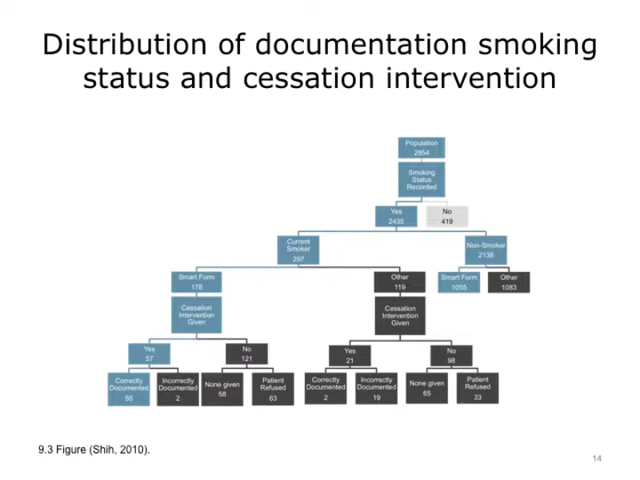 Distribution of documentation smoking
status and cessation intervention
Population
2854
Smoking
Status
Recorded
Yes
2435
No
419
Current
Smoker
297
Non-Smoker
2138
Smart Form
178
Other
119
Smart Form
1055
Other
1083
Cessation
Intervention
Given
Cessation
Intervention
Given
Yes
57
No
121
Yes
21
No
98
Correctly
Documented
55
Incorrectly
Documented
2
None given
58
Patient
Refused
63
Correctly
Documented
2
Incorrectly
Documented
19
None given
65
Patient
Refused
33
9.3 Figure (Shih, 2010).
14